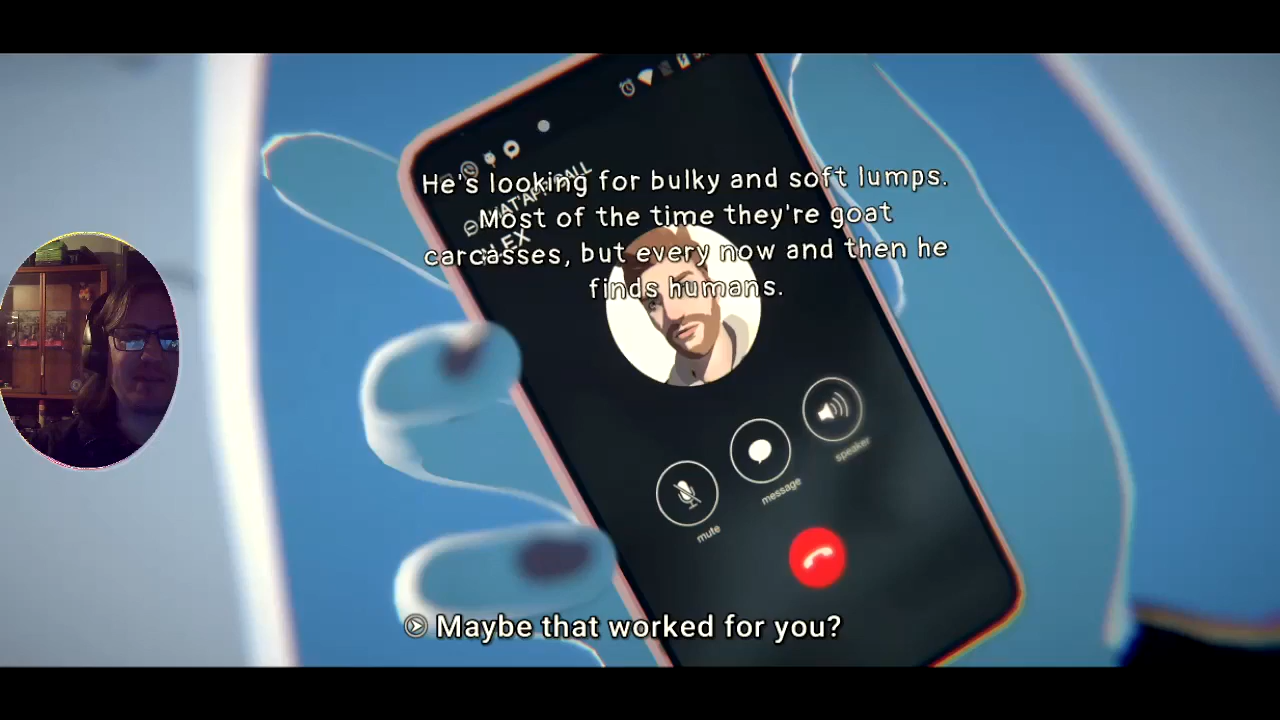 He's looking for bulky and soft lumps.
Most of the time they're goat
carcasses, but every now and then he
finds humans.
mute
message
speaker
Maybe that worked for you?